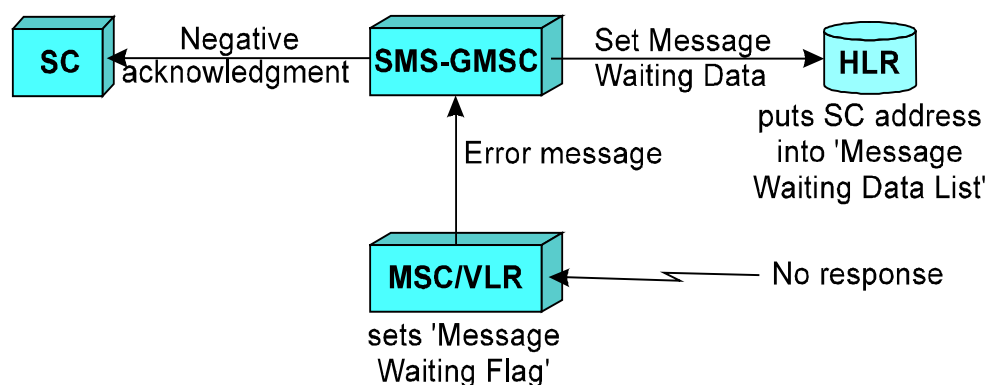 SC
Negative
acknowledgment
SMS-GMSC
Set Message
Waiting Data
HLR
puts SC address
into 'Message
Waiting Data List'
Error message
MSC/VLR
No response
sets 'Message
Waiting Flag'